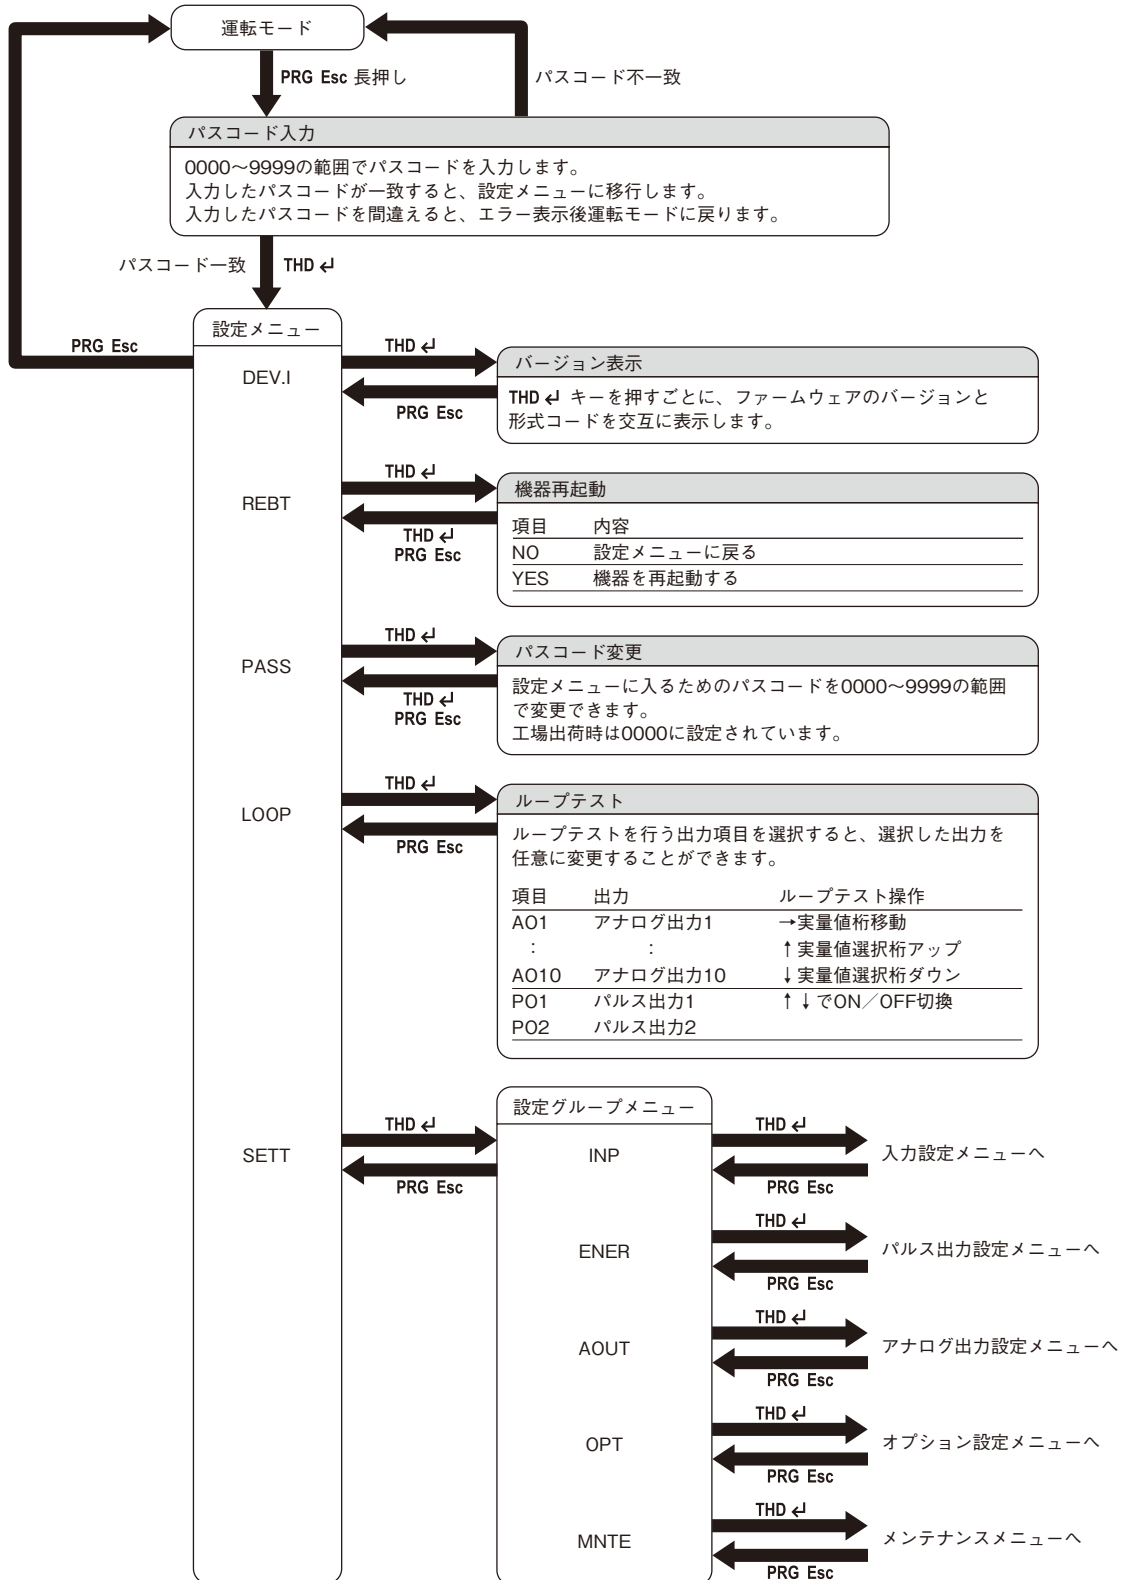 運転モード
PRG Esc 長押し
パスコード不一致
パスコード入力
0000～9999の範囲でパスコードを入力します。
入力したパスコードが一致すると、設定メニューに移行します。
入力したパスコードを間違えると、エラー表示後運転モードに戻ります。
パスコード一致
THD ↵
設定メニュー
PRG Esc
DEV.I
THD ↵
PRG Esc
バージョン表示
THD ↵ キーを押すごとに、ファームウェアのバージョンと
形式コードを交互に表示します。
REBT
THD ↵
THD ↵
PRG Esc
機器再起動
項目 内容
NO 設定メニューに戻る
YES 機器を再起動する
PASS
THD ↵
THD ↵
PRG Esc
パスコード変更
設定メニューに入るためのパスコードを0000～9999の範囲
で変更できます。
工場出荷時は0000に設定されています。
LOOP
THD ↵
PRG Esc
ループテスト
ループテストを行う出力項目を選択すると、選択した出力を
任意に変更することができます。
項目 出力 ループテスト操作
AO1 アナログ出力1 →実量値桁移動
： ： ↑実量値選択桁アップ
AO10 アナログ出力10 ↓実量値選択桁ダウン
PO1 パルス出力1 ↑↓でON／OFF切換
PO2 パルス出力2
SETT
THD ↵
PRG Esc
設定グループメニュー
INP
THD ↵
PRG Esc
入力設定メニューへ
ENER
THD ↵
PRG Esc
パルス出力設定メニューへ
AOUT
THD ↵
PRG Esc
アナログ出力設定メニューへ
OPT
THD ↵
PRG Esc
オプション設定メニューへ
MNTE
THD ↵
PRG Esc
メンテナンスメニューへ